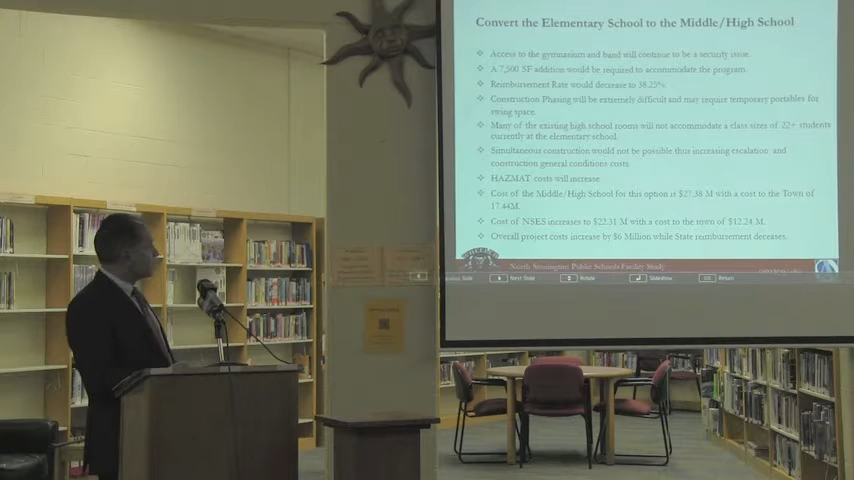 Convert the Elementary School to the Middle/High School
Access to the gymnasium and band will continue to be a security issue.
A 7,500 SF addition would be required to accommodate the program.
Reimbursement Rate would decrease to 38.25%.
Construction Phasing will be extremely difficult and may require temporary portables for
swing space.
Many of the existing high school rooms will not accommodate a class sizes of 22+ students
currently at the elementary school.
Simultaneous construction would not be possible thus increasing escalation and
construction general conditions costs.
HAZMAT costs will increase
Cost of the Middle/High School for this option is $27.38 M with a cost to the Town of
17.44M.
Cost of NSES increases to $22.31 M with a cost to the town of $12.24 M.
Overall project costs increase by $6 Million while State reimbursement decreases.
North Stonington Public Schools Facility Study
Next Slide
Slideshow
Return